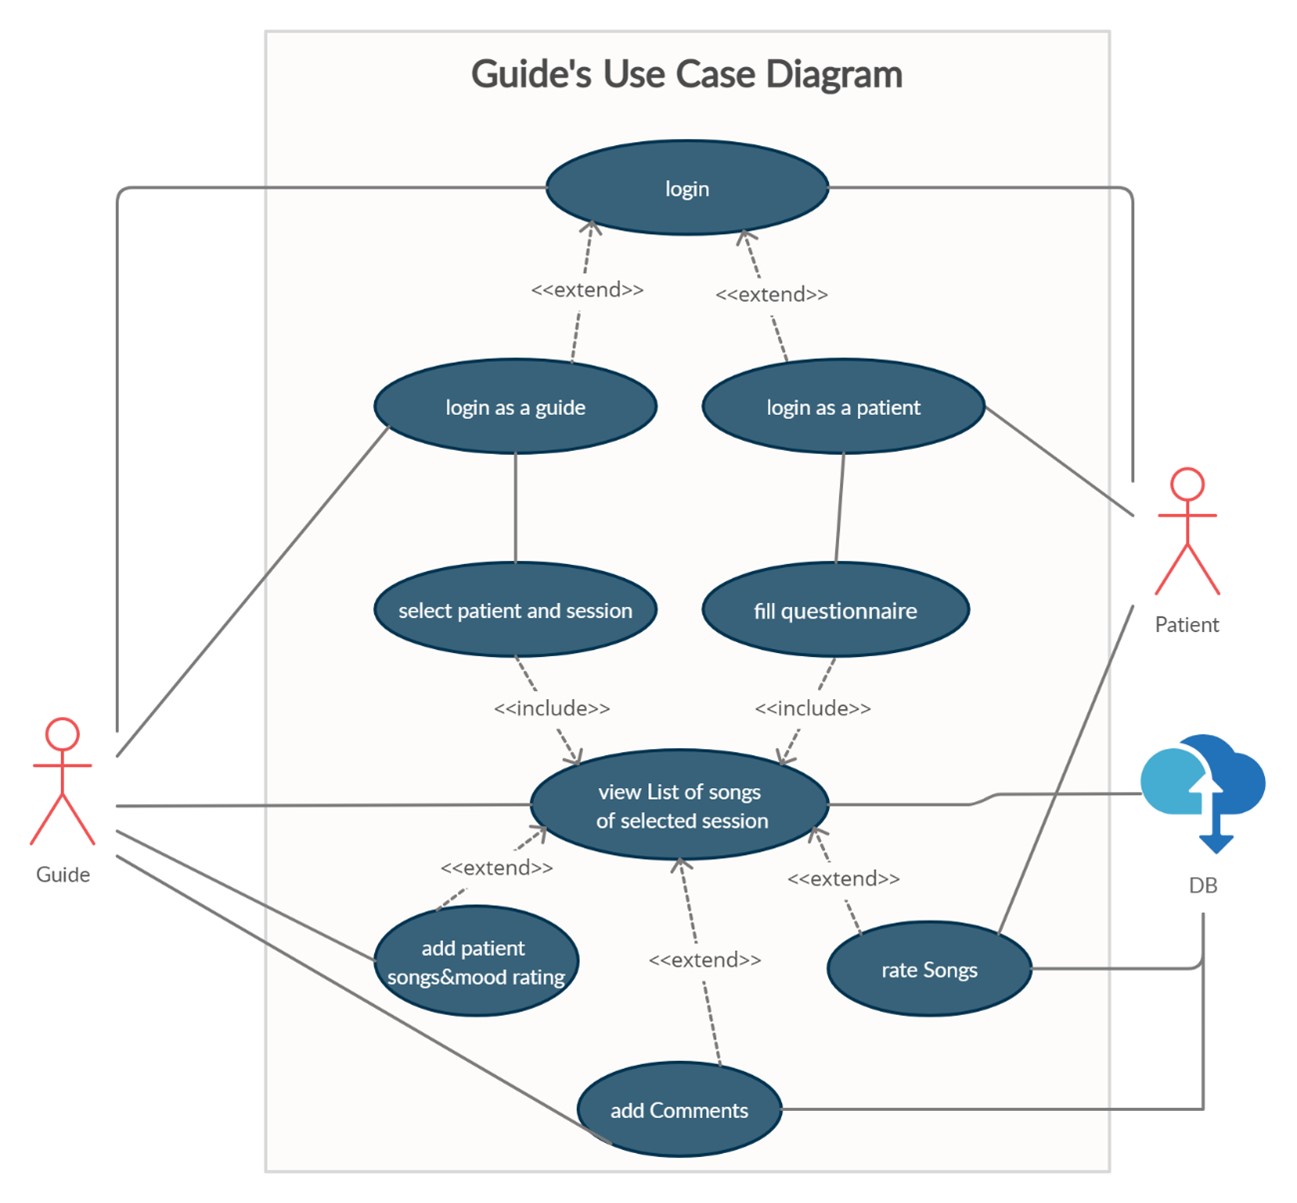 Guide's Use Case Diagram
login
<<extend>>
<<extend>>
login as a guide
login as a patient
select patient and session
fill questionnaire
Patient
<<include>>
<<include>>
view List of songs
of selected session
Guide
<<extend>>
<<extend>>
DB
add patient
songs&mood rating
<<extend>>
rate Songs
add Comments